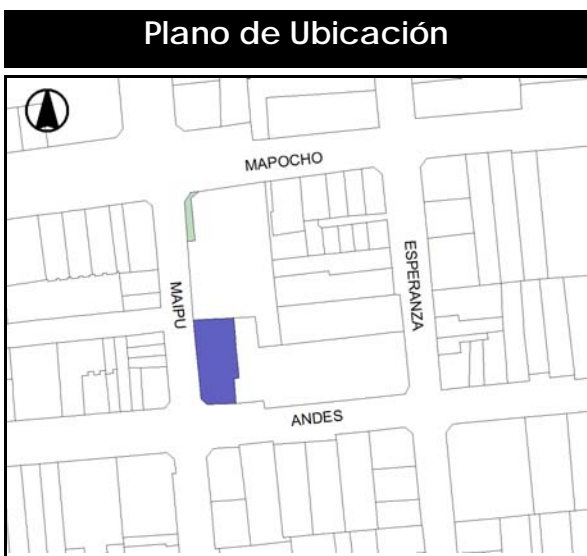 Plano de Ubicación
MAPOCHO
MAIPU
ESPERANZA
ANDES